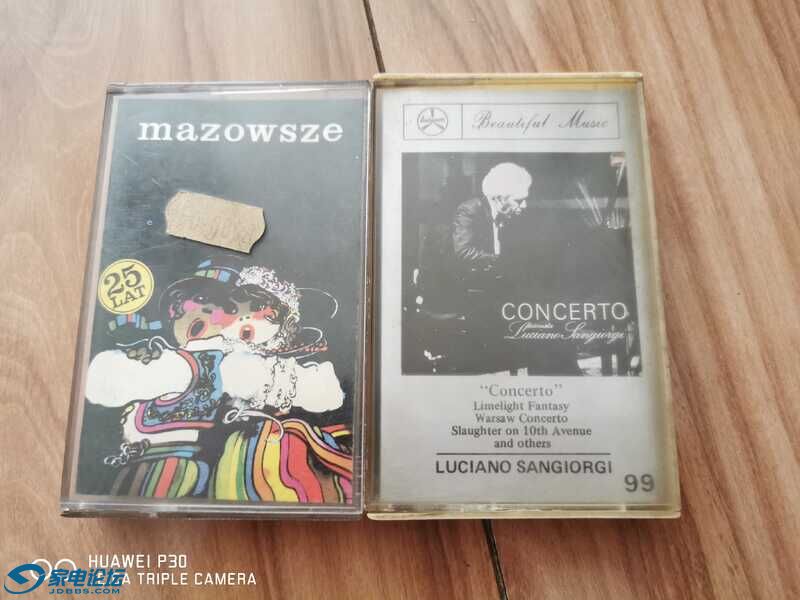 mazowsze
25
LAT
Beautiful Music
CONCERTO
Luciano Sangiorgi
"Concerto"
Limelight Fantasy
Warsaw Concerto
Slaughter on 10th Avenue
and others
LUCIANO SANGIORGI
99
HUAWEI P30
TRIPLE CAMERA
家电论坛
JDBBS.COM